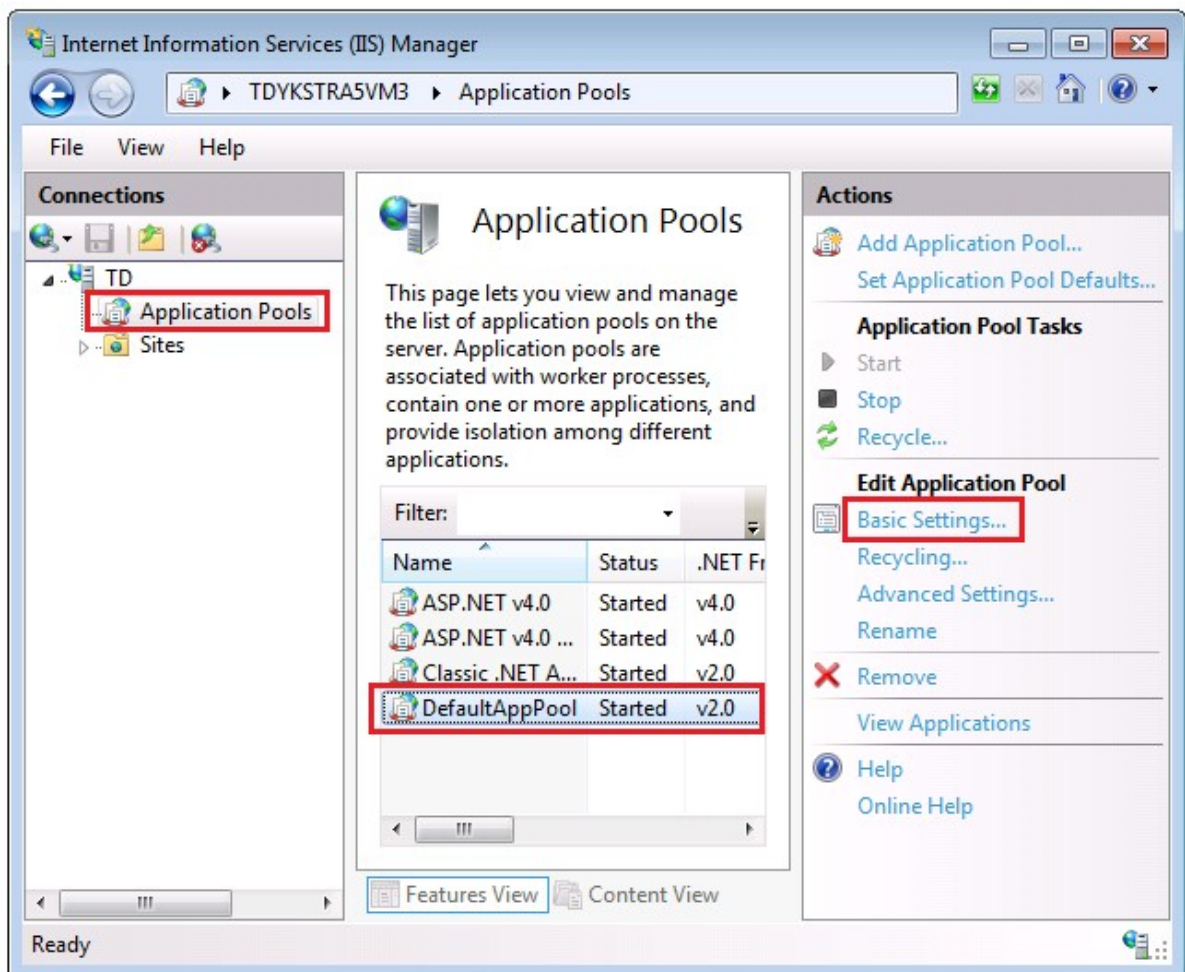 Internet Information Services (IIS) Manager
TDYKSTRA5VM3 Application Pools
File View Help
Connections
TD
Application Pools
Sites
Application Pools
This page lets you view and manage
the list of application pools on the
server. Application pools are
associated with worker processes,
contain one or more applications, and
provide isolation among different
applications.
Filter:
Name Status .NET Fr
ASP.NET v4.0 Started v4.0
ASP.NET v4.0 ... Started v4.0
Classic .NET A... Started v2.0
DefaultAppPool Started v2.0
Features View Content View
Actions
Add Application Pool...
Set Application Pool Defaults...
Application Pool Tasks
Start
Stop
Recycle...
Edit Application Pool
Basic Settings...
Recycling...
Advanced Settings...
Rename
Remove
View Applications
Help
Online Help
Ready